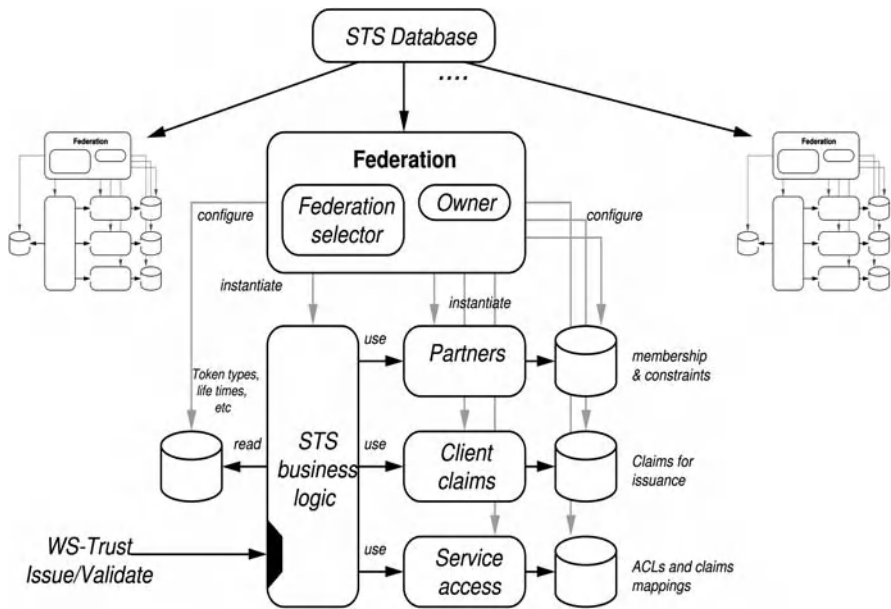 STS Database
....
Federation
Federation
Federation
Federation
selector
Owner
configure
configure
instantiate
instantiate
use
Partners
membership
& constraints
Token types,
life times,
etc
read
STS
business
logic
use
Client
claims
Claims for
issuance
WS-Trust
Issue/Validate
use
Service
access
ACLs and claims
mappings